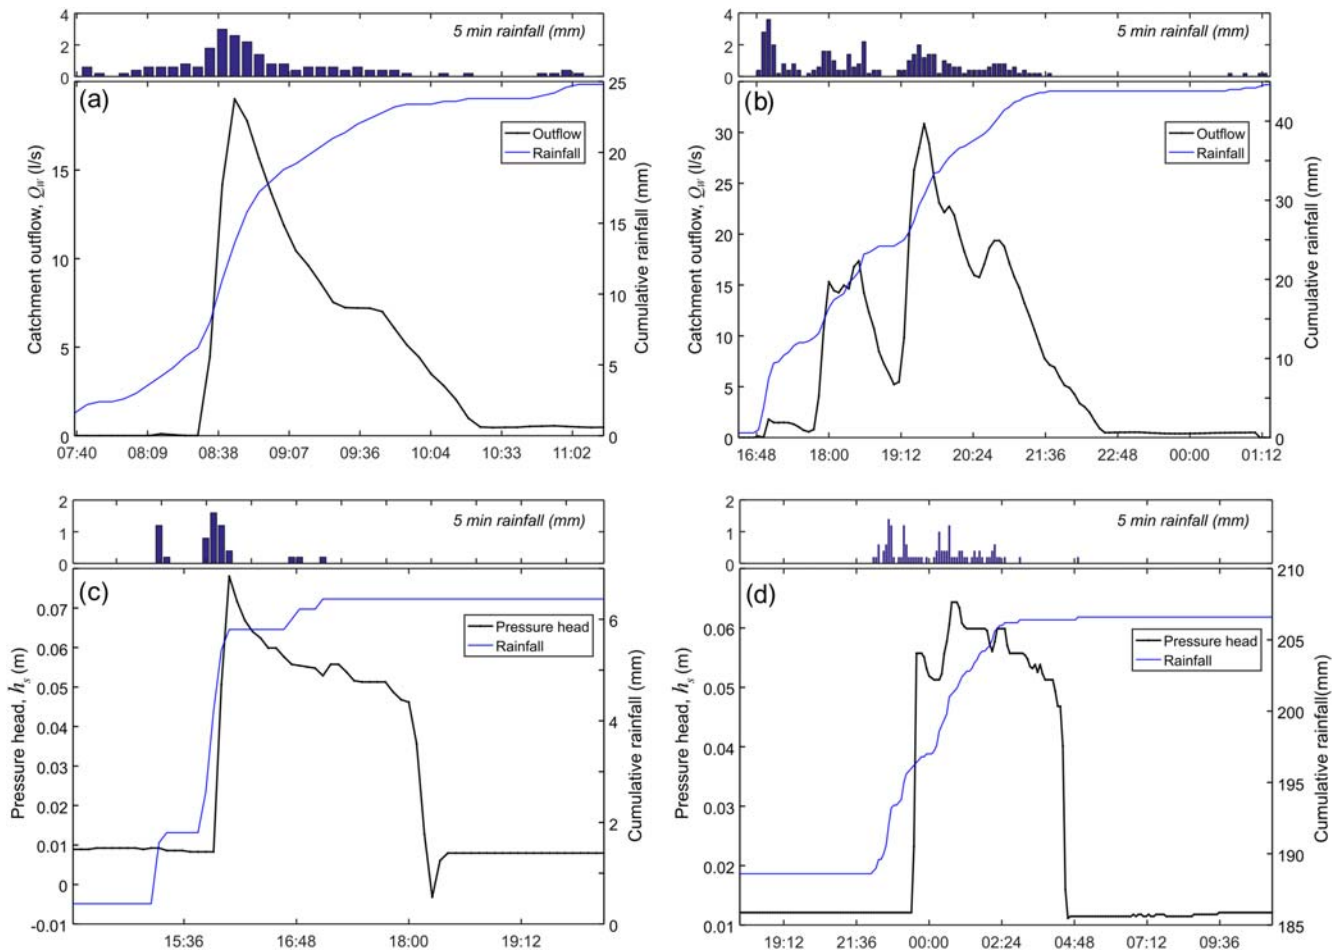 4
2
0
5 min rainfall (mm)
(a)
Outflow
Rainfall
15
10
5
0
Catchment outflow, Qw (l/s)
25
20
15
10
5
0
Cumulative rainfall (mm)
07:40 08:09 08:38 09:07 09:36 10:04 10:33 11:02
4
2
0
5 min rainfall (mm)
(b)
Outflow
Rainfall
30
25
20
15
10
5
0
Catchment outflow, Qw (l/s)
40
30
20
10
0
Cumulative rainfall (mm)
16:48 18:00 19:12 20:24 21:36 22:48 00:00 01:12
2
1
0
5 min rainfall (mm)
(c)
Pressure head
Rainfall
0.07
0.06
0.05
0.04
0.03
0.02
0.01
0
-0.01
Pressure head, hs (m)
6
4
2
0
Cumulative rainfall (mm)
15:36 16:48 18:00 19:12
2
1
0
5 min rainfall (mm)
(d)
Pressure head
Rainfall
0.06
0.05
0.04
0.03
0.02
0.01
Pressure head, hs (m)
210
205
200
195
190
185
Cumulative rainfall(mm)
19:12 21:36 00:00 02:24 04:48 07:12 09:36